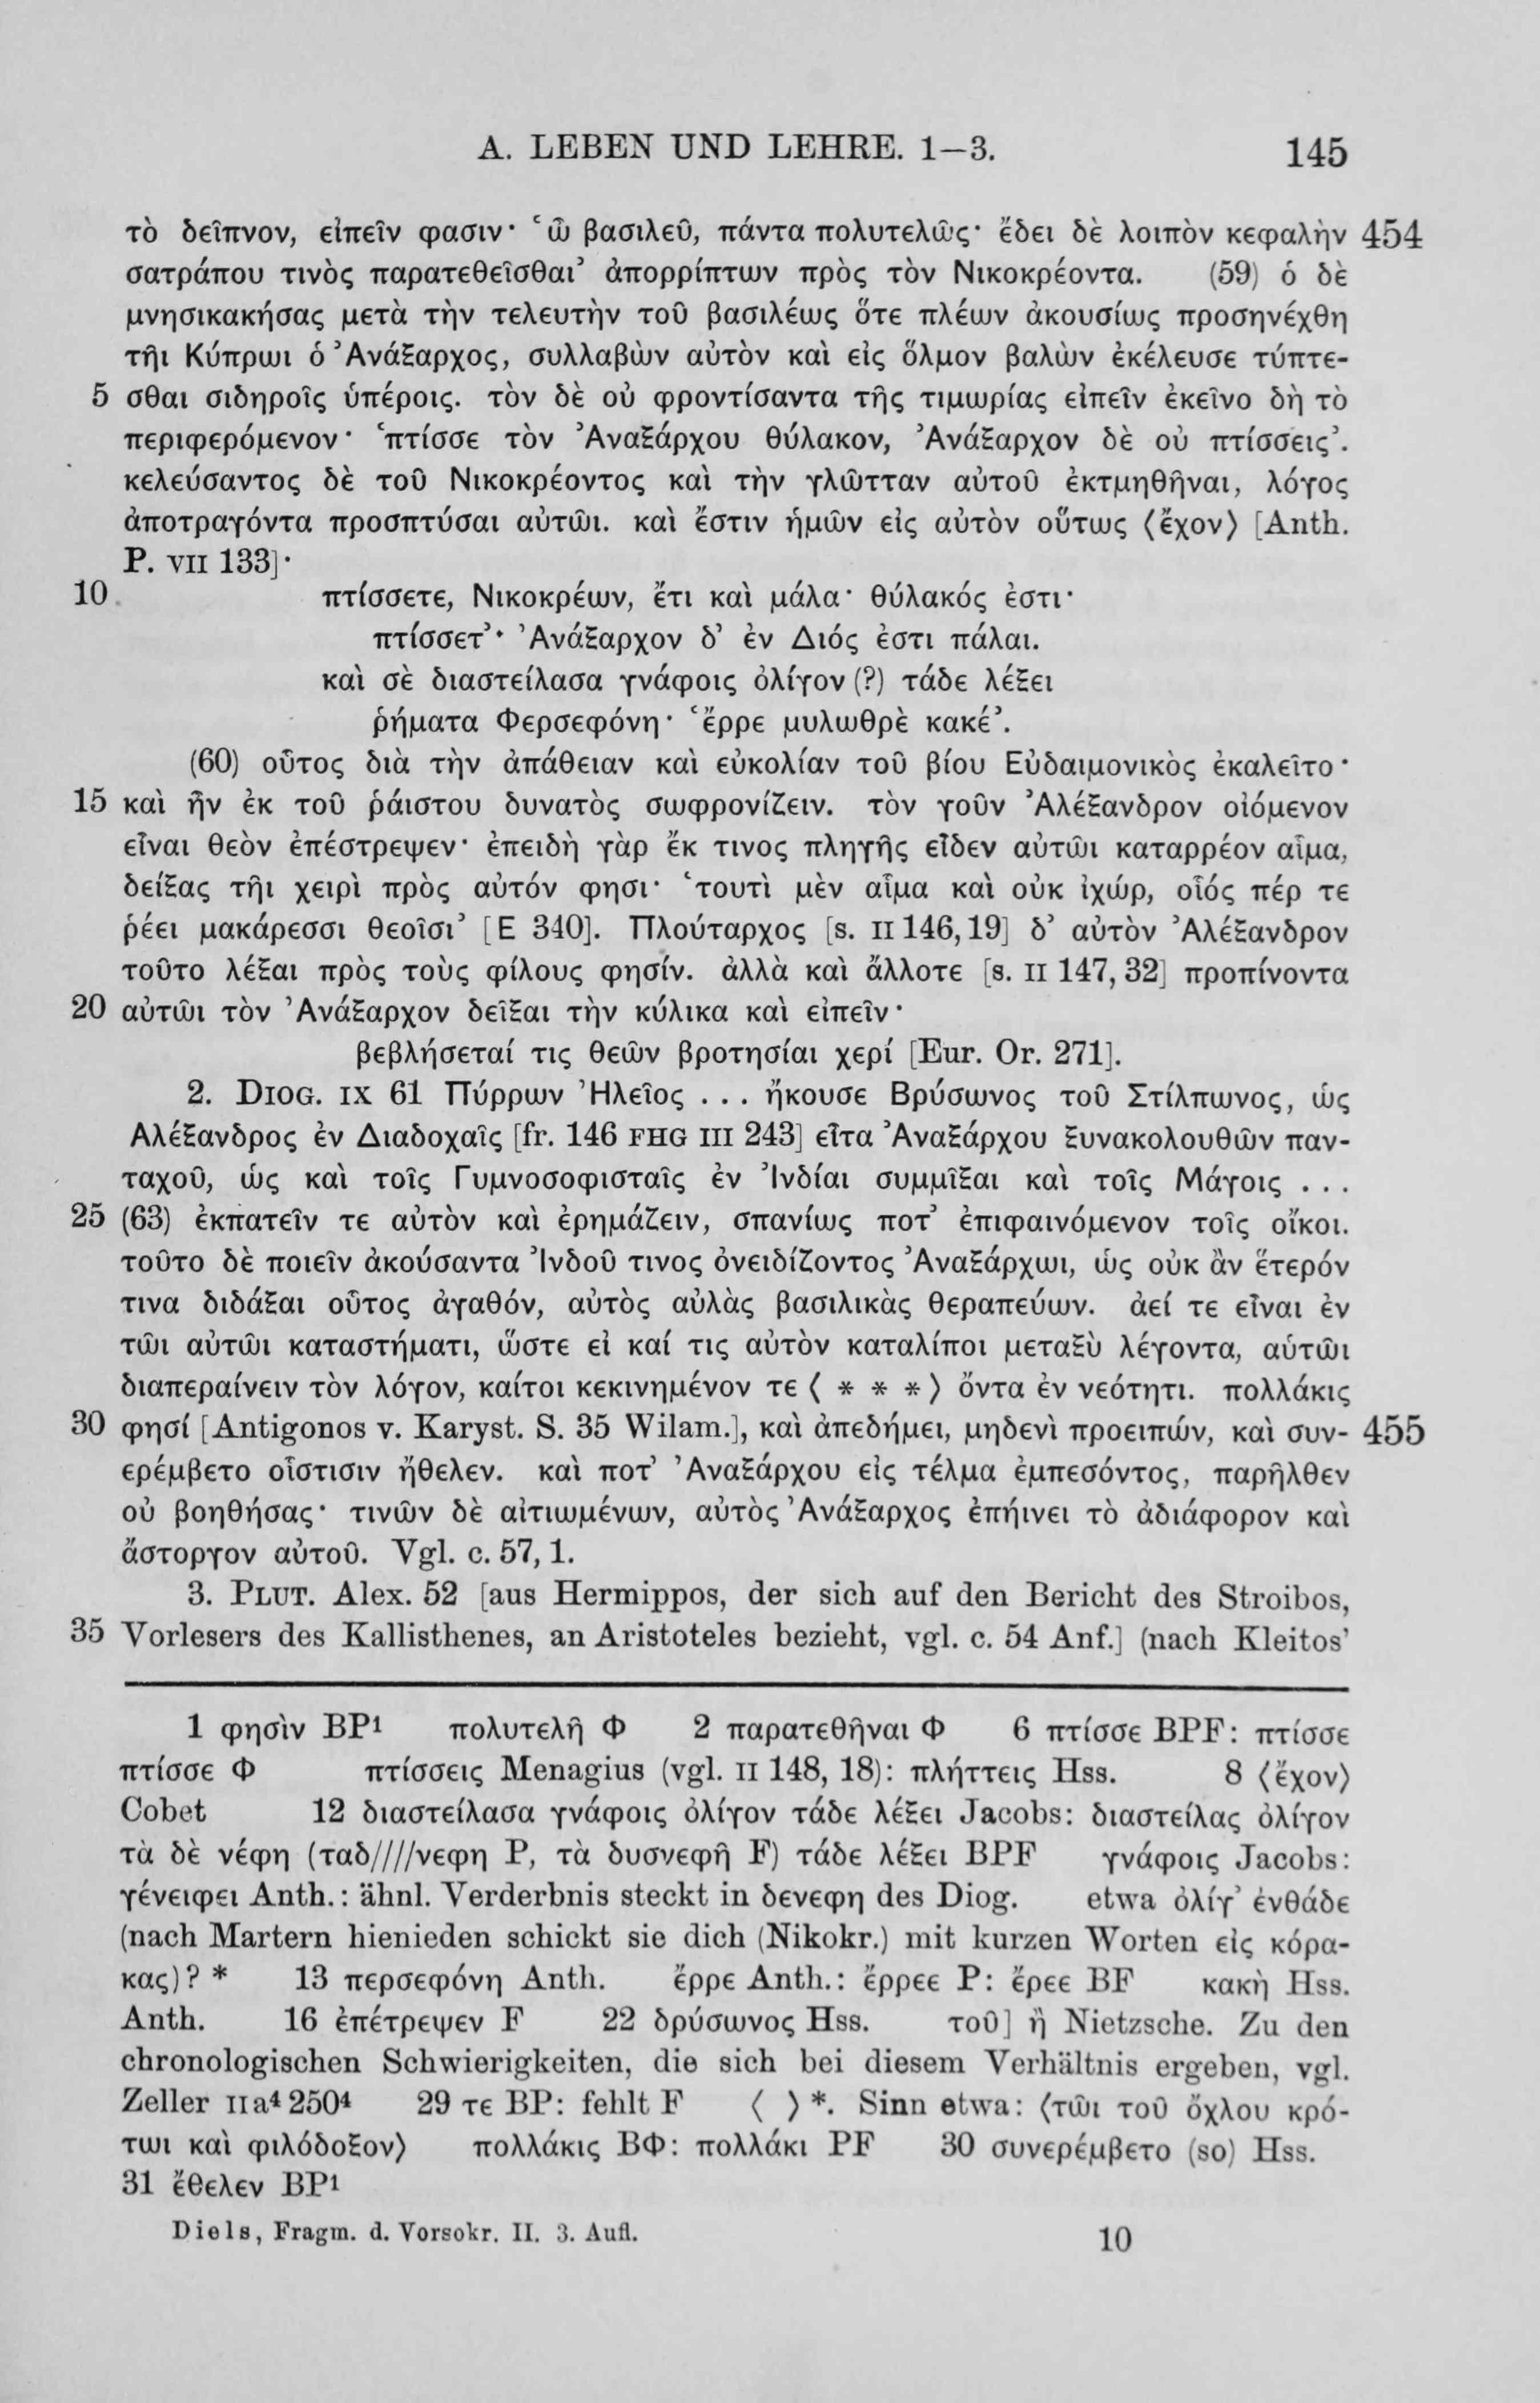 A. LEBEN UND LEHRE. 1—3. 145
τὸ δεῖπνον, εἰπεῖν φασιν· ‘ὦ βασιλεῦ, πάντα πολυτελῶς· ἔδει δὲ λοιπὸν κεφαλὴν 454
σατράπου τινὸς παρατεθεῖσθαι’ ἀπορρίπτων πρὸς τὸν Νικοκρέοντα. (59) ὁ δὲ
μνησικακήσας μετὰ τὴν τελευτὴν τοῦ βασιλέως ὅτε πλέων ἀκουσίως προσηνέχθη
τῆι Κύπρωι ὁ Ἀνάξαρχος, συλλαβὼν αὐτὸν καὶ εἰς ὅλμον βαλὼν ἐκέλευσε τύπτε-
5 σθαι σιδηροῖς ὑπέροις. τὸν δὲ οὐ φροντίσαντα τῆς τιμωρίας εἰπεῖν ἐκεῖνο δὴ τὸ
περιφερόμενον· ‘πτίσσε τὸν Ἀναξάρχου θύλακον, Ἀνάξαρχον δὲ οὐ πτίσσεις’.
κελεύσαντος δὲ τοῦ Νικοκρέοντος καὶ τὴν γλῶτταν αὐτοῦ ἐκτμηθῆναι, λόγος
ἀποτραγόντα προσπτύσαι αὐτῶι. καὶ ἔστιν ἡμῶν εἰς αὐτὸν οὕτως ⟨ἔχον⟩ [Anth.
P. VII 133]·
10 πτίσσετε, Νικοκρέων, ἔτι καὶ μάλα· θύλακός ἐστι·
πτίσσετ’· Ἀνάξαρχον δ’ ἐν Διός ἐστι πάλαι.
καὶ σὲ διαστείλασα γνάφοις ὀλίγον (?) τάδε λέξει
ῥήματα Φερσεφόνη· ‘ἔρρε μυλωθρὲ κακέ’.
(60) οὗτος διὰ τὴν ἀπάθειαν καὶ εὐκολίαν τοῦ βίου Εὐδαιμονικὸς ἐκαλεῖτο·
15 καὶ ἦν ἐκ τοῦ ῥάιστου δυνατὸς σωφρονίζειν. τὸν γοῦν Ἀλέξανδρον οἰόμενον
εἶναι θεὸν ἐπέστρεψεν· ἐπειδὴ γὰρ ἔκ τινος πληγῆς εἶδεν αὐτῶι καταρρέον αἷμα,
δείξας τῆι χειρὶ πρὸς αὐτόν φησι· ‘τουτὶ μὲν αἷμα καὶ οὐκ ἰχώρ, οἷός πέρ τε
ῥέει μακάρεσσι θεοῖσι’ [Ε 340]. Πλούταρχος [s. II 146, 19] δ’ αὐτὸν Ἀλέξανδρον
τοῦτο λέξαι πρὸς τοὺς φίλους φησίν. ἀλλὰ καὶ ἄλλοτε [s. II 147, 32] προπίνοντα
20 αὐτῶι τὸν Ἀνάξαρχον δεῖξαι τὴν κύλικα καὶ εἰπεῖν·
βεβλήσεταί τις θεῶν βροτησίαι χερί [Eur. Or. 271].
2. DIOG. IX 61 Πύρρων Ἠλεῖος . . . ἤκουσε Βρύσωνος τοῦ Στίλπωνος, ὡς
Ἀλέξανδρος ἐν Διαδοχαῖς [fr. 146 FHG III 243] εἶτα Ἀναξάρχου ξυνακολουθῶν παν-
ταχοῦ, ὡς καὶ τοῖς Γυμνοσοφισταῖς ἐν Ἰνδίαι συμμῖξαι καὶ τοῖς Μάγοις . . .
25 (63) ἐκπατεῖν τε αὐτὸν καὶ ἐρημάζειν, σπανίως ποτ’ ἐπιφαινόμενον τοῖς οἴκοι.
τοῦτο δὲ ποιεῖν ἀκούσαντα Ἰνδοῦ τινος ὀνειδίζοντος Ἀναξάρχωι, ὡς οὐκ ἂν ἕτερόν
τινα διδάξαι οὗτος ἀγαθόν, αὐτὸς αὐλὰς βασιλικὰς θεραπεύων. ἀεί τε εἶναι ἐν
τῶι αὐτῶι καταστήματι, ὥστε εἰ καί τις αὐτὸν καταλίποι μεταξὺ λέγοντα, αὑτῶι
διαπεραίνειν τὸν λόγον, καίτοι κεκινημένον τε ⟨ * * * ⟩ ὄντα ἐν νεότητι. πολλάκις
30 φησί [Antigonos v. Karyst. S. 35 Wilam.], καὶ ἀπεδήμει, μηδενὶ προειπών, καὶ συν- 455
ερέμβετο οἷστισιν ἤθελεν. καὶ ποτ’ Ἀναξάρχου εἰς τέλμα ἐμπεσόντος, παρῆλθεν
οὐ βοηθήσας· τινῶν δὲ αἰτιωμένων, αὐτὸς Ἀνάξαρχος ἐπήινει τὸ ἀδιάφορον καὶ
ἄστοργον αὐτοῦ. Vgl. c. 57, 1.
3. PLUT. Alex. 52 [aus Hermippos, der sich auf den Bericht des Stroibos,
35 Vorlesers des Kallisthenes, an Aristoteles bezieht, vgl. c. 54 Anf.] (nach Kleitos’
1 φησὶν BP¹ πολυτελῆ Φ 2 παρατεθῆναι Φ 6 πτίσσε BPF: πτίσσε
πτίσσε Φ πτίσσεις Menagius (vgl. II 148, 18): πλήττεις Hss. 8 ⟨ἔχον⟩
Cobet 12 διαστείλασα γνάφοις ὀλίγον τάδε λέξει Jacobs: διαστείλας ὀλίγον
τὰ δὲ νέφη (ταδ////νεφη P, τὰ δυσνεφῆ F) τάδε λέξει BPF γνάφοις Jacobs:
γένειφει Anth.: ähnl. Verderbnis steckt in δενεφη des Diog. etwa ὀλίγ’ ἐνθάδε
(nach Martern hienieden schickt sie dich (Nikokr.) mit kurzen Worten εἰς κόρα-
κας)? * 13 περσεφόνη Anth. ἔρρε Anth.: ἔρρεε P: ἔρεε BF κακὴ Hss.
Anth. 16 ἐπέτρεψεν F 22 δρύσωνος Hss. τοῦ] ἢ Nietzsche. Zu den
chronologischen Schwierigkeiten, die sich bei diesem Verhältnis ergeben, vgl.
Zeller IIa⁴ 250⁴ 29 τε BP: fehlt F ⟨ ⟩ *. Sinn etwa: ⟨τῶι τοῦ ὄχλου κρό-
τωι καὶ φιλόδοξον⟩ πολλάκις ΒΦ: πολλάκι PF 30 συνερέμβετο (so) Hss.
31 ἔθελεν BP¹
Diels, Fragm. d. Vorsokr. II. 3. Aufl. 10